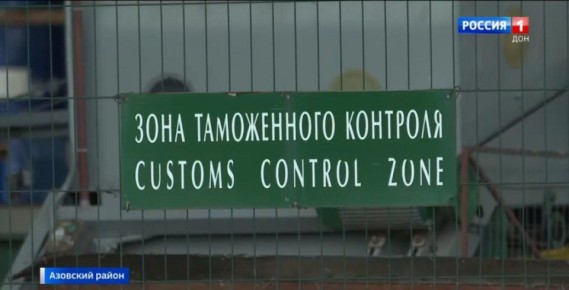 РОССИЯ 1
ДОН
ЗОНА ТАМОЖЕННОГО КОНТРОЛЯ
CUSTOMS CONTROL ZONE
Азовский район